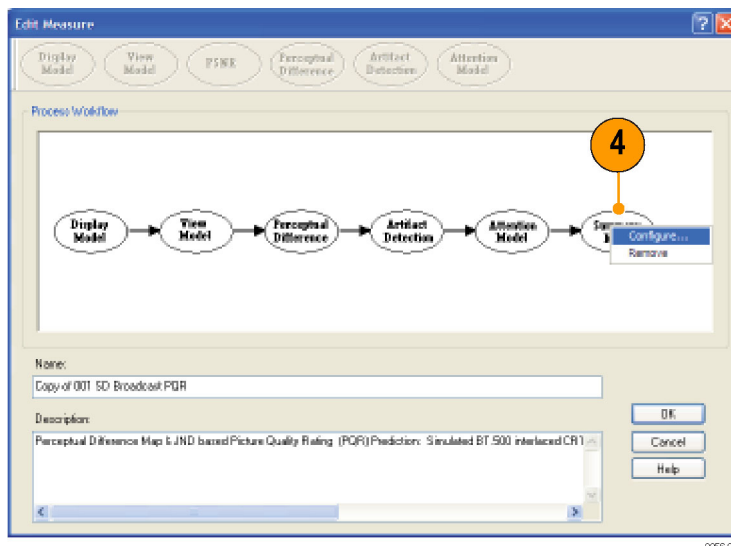 Edit Measure
Display Model
View Model
PSNR
Perceptual Difference
Artifact Detection
Attention Model
Process Workflow
4
Display Model
View Model
Perceptual Difference
Artifact Detection
Attention Model
Configure...
Remove
Name:
Copy of 001 SD Broadcast PQR
Description:
Perceptual Difference Map & JND based Picture Quality Rating (PQR) Prediction: Simulated BT.500 interlaced CRT
OK
Cancel
Help